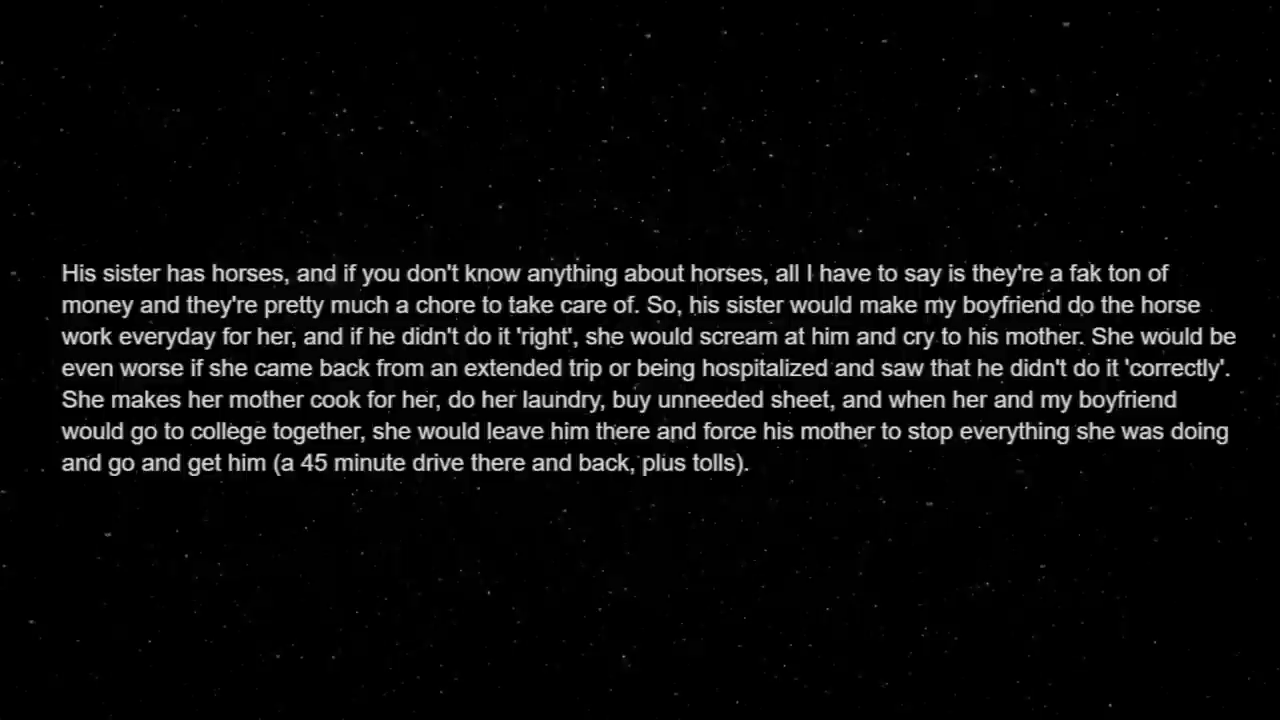 His sister has horses, and if you don't know anything about horses, all I have to say is they're a fak ton of
money and they're pretty much a chore to take care of. So, his sister would make my boyfriend do the horse
work everyday for her, and if he didn't do it 'right', she would scream at him and cry to his mother. She would be
even worse if she came back from an extended trip or being hospitalized and saw that he didn't do it 'correctly'.
She makes her mother cook for her, do her laundry, buy unneeded sheet, and when her and my boyfriend
would go to college together, she would leave him there and force his mother to stop everything she was doing
and go and get him (a 45 minute drive there and back, plus tolls).